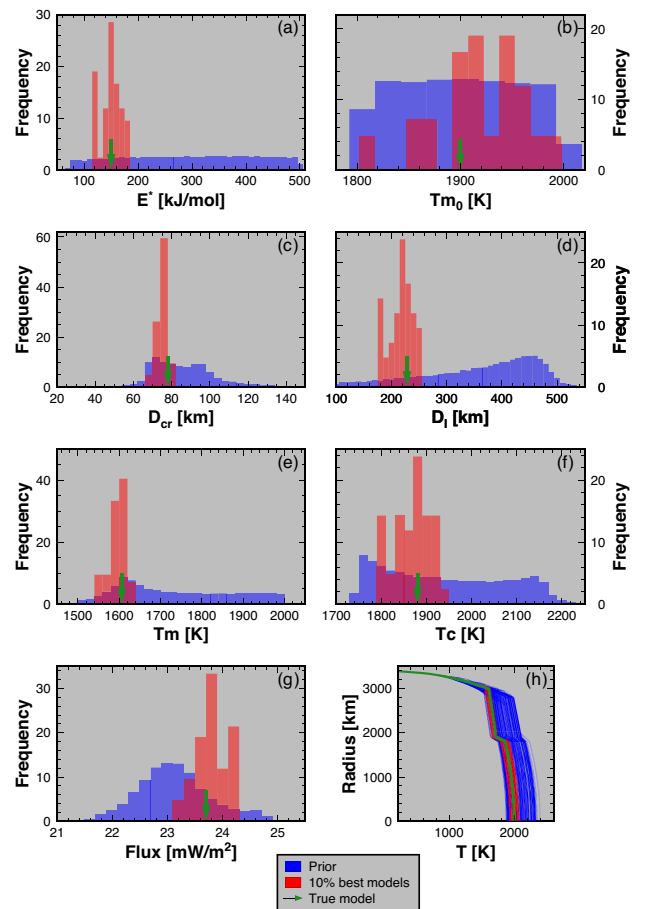 30
20
10
0
Frequency
(a)
100 200 300 400 500
E* [kJ/mol]
20
10
0
Frequency
(b)
1800 1900 2000
Tm0 [K]
60
40
20
0
Frequency
(c)
20 40 60 80 100 120 140
Dcr [km]
20
10
0
Frequency
(d)
100 200 300 400 500
Dl [km]
40
20
0
Frequency
(e)
1500 1600 1700 1800 1900 2000
Tm [K]
20
10
0
Frequency
(f)
1700 1800 1900 2000 2100 2200
Tc [K]
30
20
10
0
Frequency
(g)
21 22 23 24 25
Flux [mW/m²]
3000
2000
1000
0
Radius [km]
(h)
1000 2000
T [K]
Prior
10% best models
True model